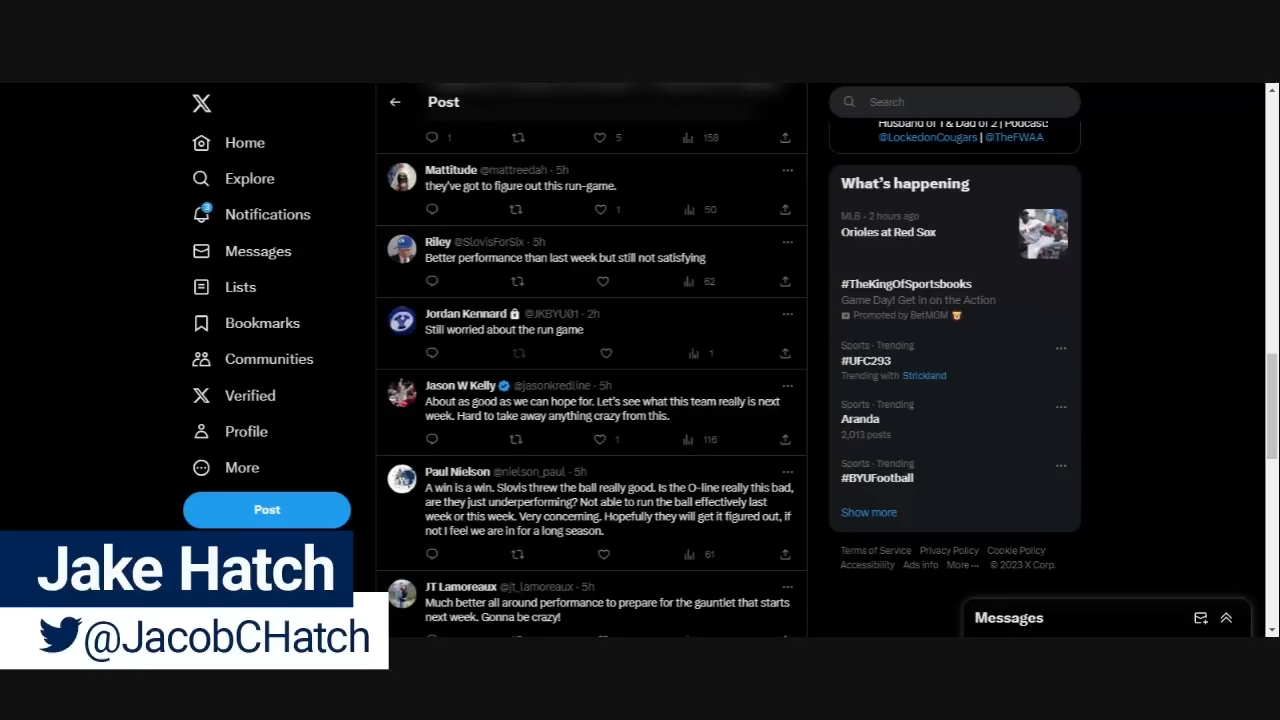 Home
Explore
3
Notifications
Messages
Lists
Bookmarks
Communities
Verified
Profile
More
Post
Post
1
5
158
Mattitude @mattreedah · 5h
they've got to figure out this run-game.
1
50
Riley @SlovisForSix · 5h
Better performance than last week but still not satisfying
62
Jordan Kennard @JKBYU01 · 2h
Still worried about the run game
1
Jason W Kelly @jasonkredline · 5h
About as good as we can hope for. Let's see what this team really is next
week. Hard to take away anything crazy from this.
1
116
Paul Nielson @nielson_paul · 5h
A win is a win. Slovis threw the ball really good. Is the O-line really this bad,
are they just underperforming? Not able to run the ball effectively last
week or this week. Very concerning. Hopefully they will get it figured out, if
not I feel we are in for a long season.
61
JT Lamoreaux @jt_lamoreaux · 5h
Much better all around performance to prepare for the gauntlet that starts
next week. Gonna be crazy!
Search
Husband of 1 & Dad of 2 | Podcast:
@LockedonCougars | @TheFWAA
What's happening
MLB · 2 hours ago
Orioles at Red Sox
#TheKingOfSportsbooks
Game Day! Get in on the Action
Promoted by BetMGM
Sports · Trending
#UFC293
Trending with Strickland
Sports · Trending
Aranda
2,013 posts
Sports · Trending
#BYUFootball
Show more
Terms of Service Privacy Policy Cookie Policy
Accessibility Ads info More ··· © 2023 X Corp.
Messages
Jake Hatch
@JacobCHatch